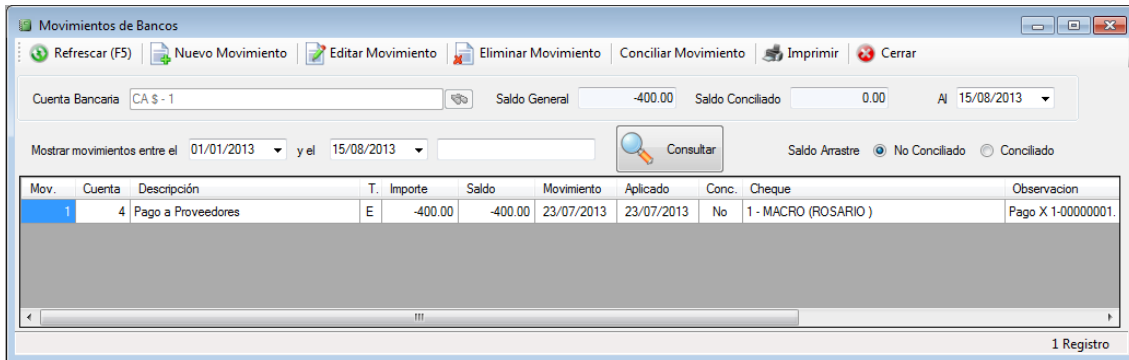 Movimientos de Bancos
Refrescar (F5) Nuevo Movimiento Editar Movimiento Eliminar Movimiento Conciliar Movimiento Imprimir Cerrar
Cuenta Bancaria CA $ - 1 Saldo General -400.00 Saldo Conciliado 0.00 Al 15/08/2013
Mostrar movimientos entre el 01/01/2013 y el 15/08/2013 Consultar Saldo Arrastre No Conciliado Conciliado
Mov. Cuenta Descripción T. Importe Saldo Movimiento Aplicado Conc. Cheque Observacion
1 4 Pago a Proveedores E -400.00 -400.00 23/07/2013 23/07/2013 No 1 - MACRO (ROSARIO ) Pago X 1-00000001.
1 Registro